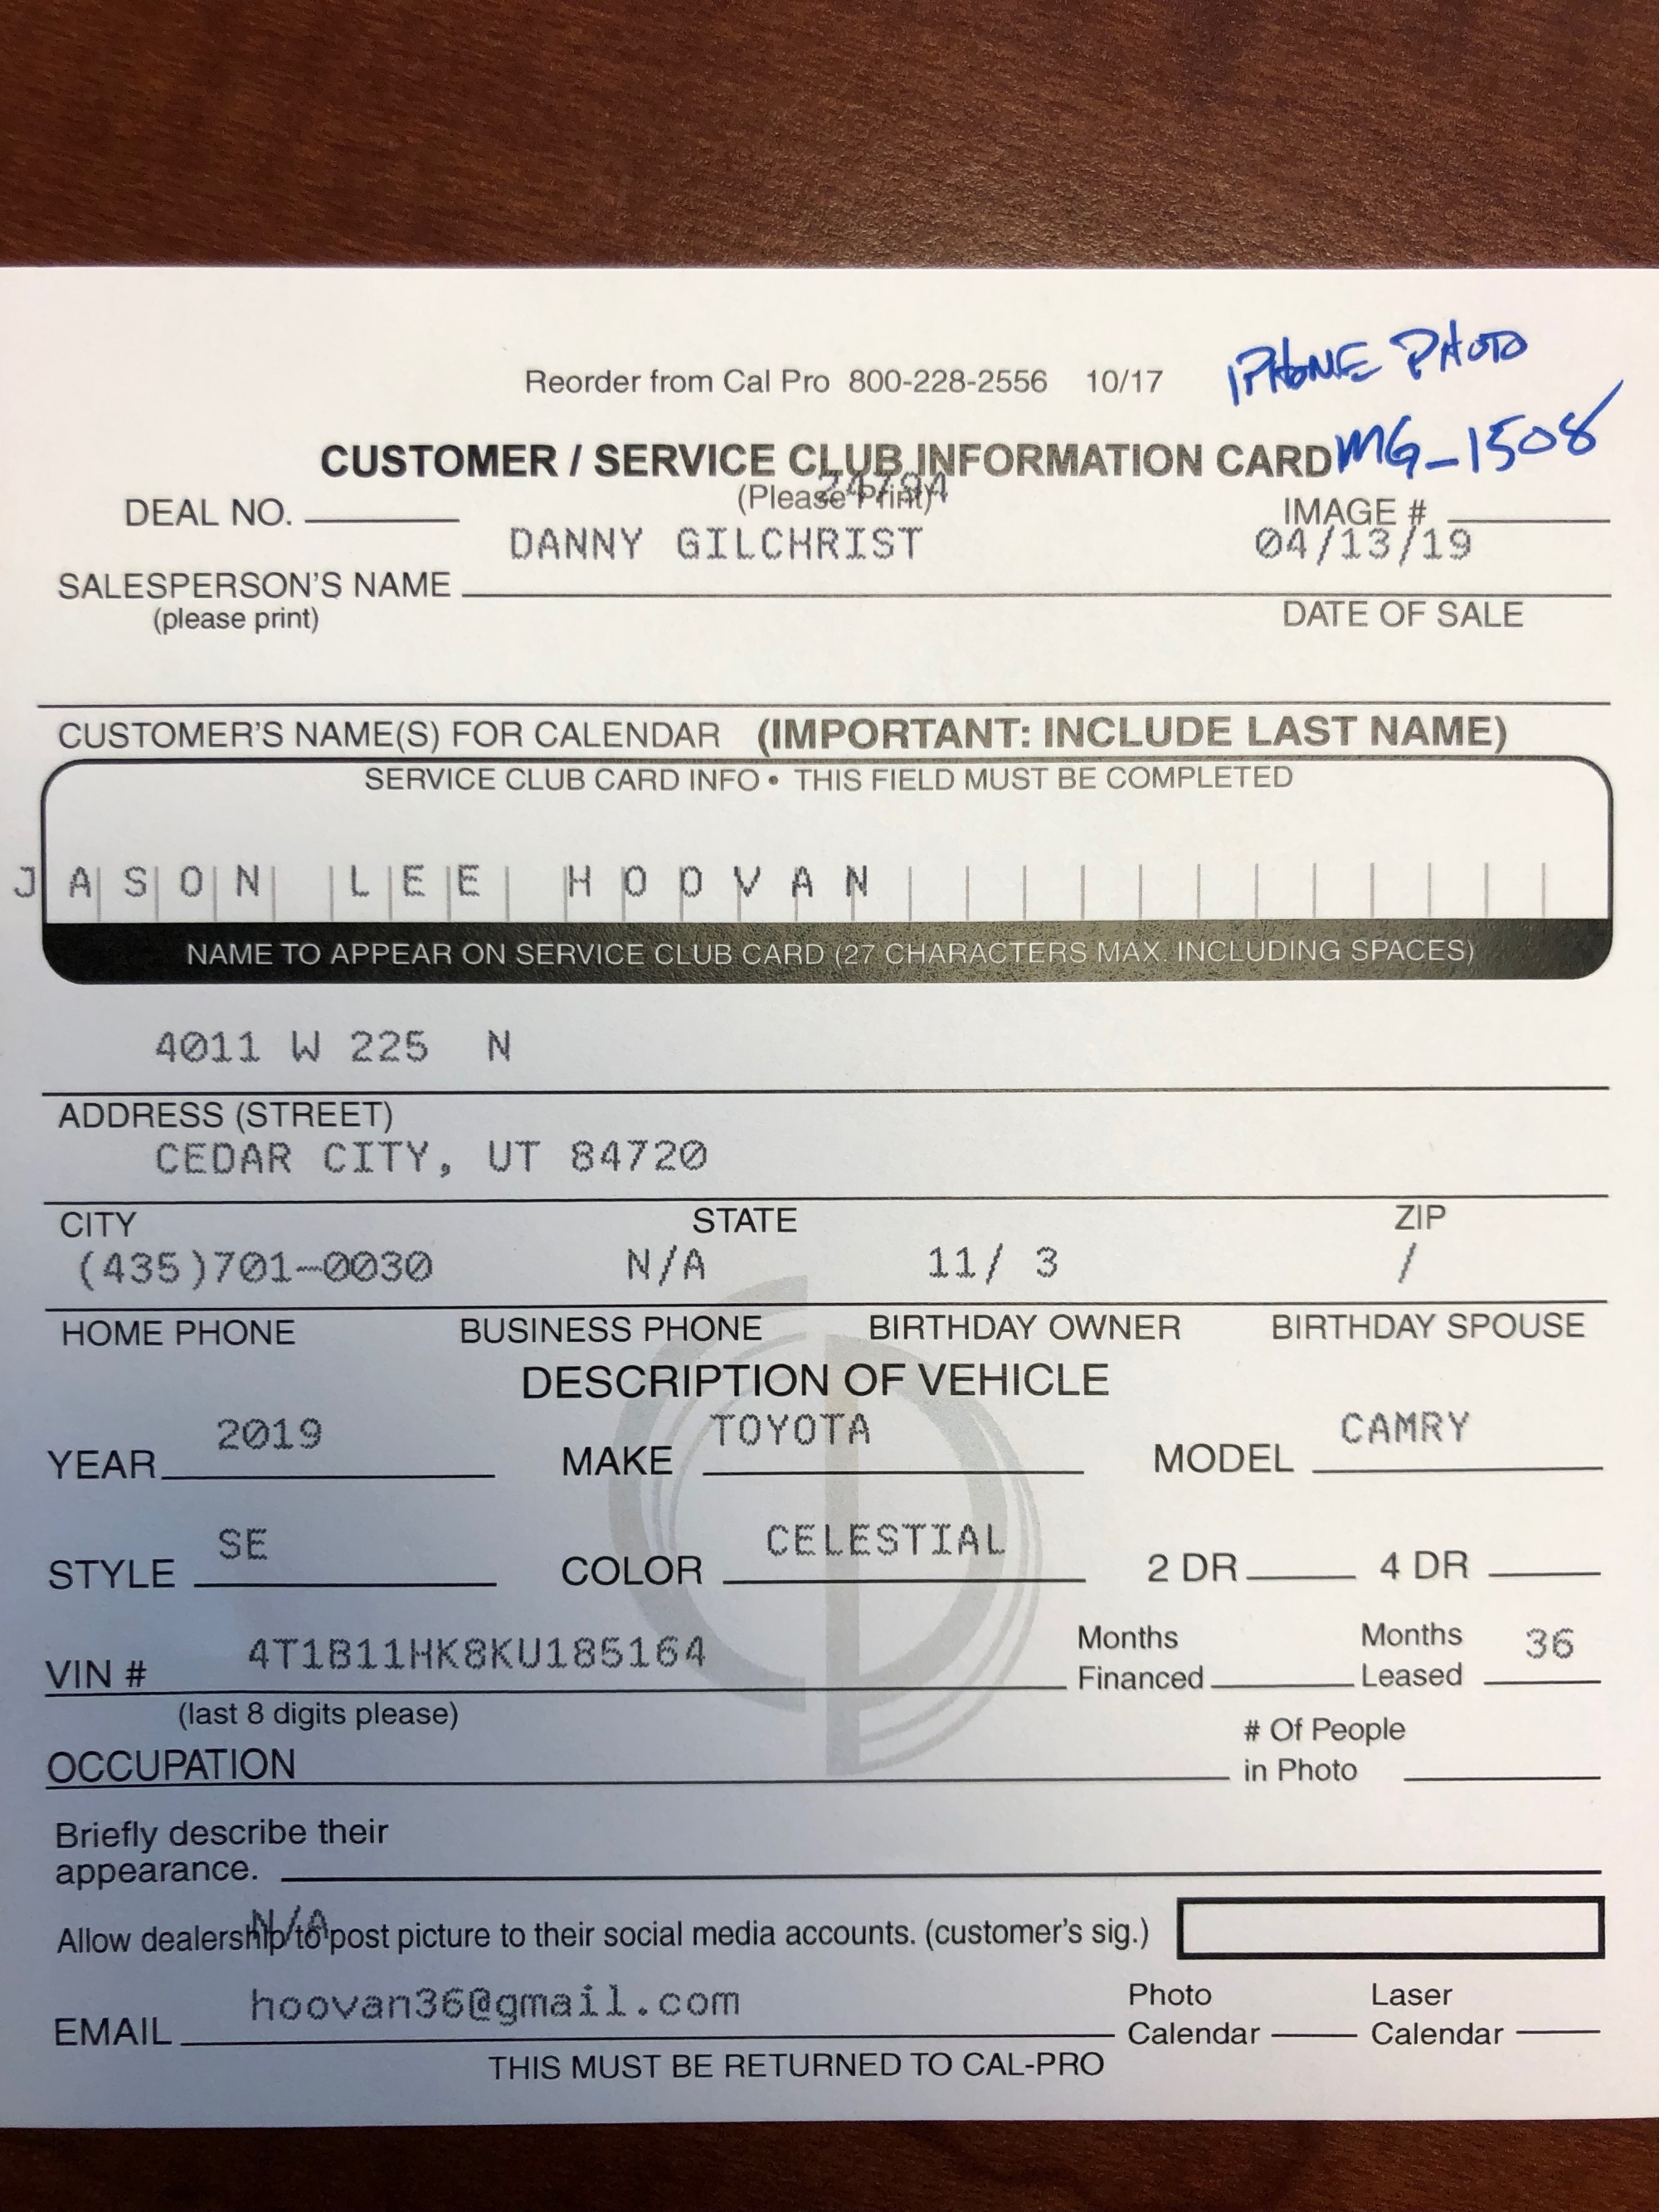 Reorder from Cal Pro 800-228-2556 10/17
IPHONE PHOTO
CUSTOMER / SERVICE CLUB INFORMATION CARD MG_1508
(Please Print)
DEAL NO. IMAGE #
DANNY GILCHRIST 04/13/19
SALESPERSON'S NAME
(please print) DATE OF SALE
CUSTOMER'S NAME(S) FOR CALENDAR (IMPORTANT: INCLUDE LAST NAME)
SERVICE CLUB CARD INFO • THIS FIELD MUST BE COMPLETED
JASON LEE HOOVAN
NAME TO APPEAR ON SERVICE CLUB CARD (27 CHARACTERS MAX. INCLUDING SPACES)
4011 W 225 N
ADDRESS (STREET)
CEDAR CITY, UT 84720
CITY STATE ZIP
(435)701-0030 N/A 11/ 3 /
HOME PHONE BUSINESS PHONE BIRTHDAY OWNER BIRTHDAY SPOUSE
DESCRIPTION OF VEHICLE
YEAR 2019 MAKE TOYOTA MODEL CAMRY
STYLE SE COLOR CELESTIAL 2 DR 4 DR
VIN # 4T1B11HK8KU185164 Months Financed Months Leased 36
(last 8 digits please)
OCCUPATION # Of People in Photo
Briefly describe their
appearance.
N/A
Allow dealership to post picture to their social media accounts. (customer's sig.)
EMAIL hoovan36@gmail.com Photo Calendar Laser Calendar
THIS MUST BE RETURNED TO CAL-PRO